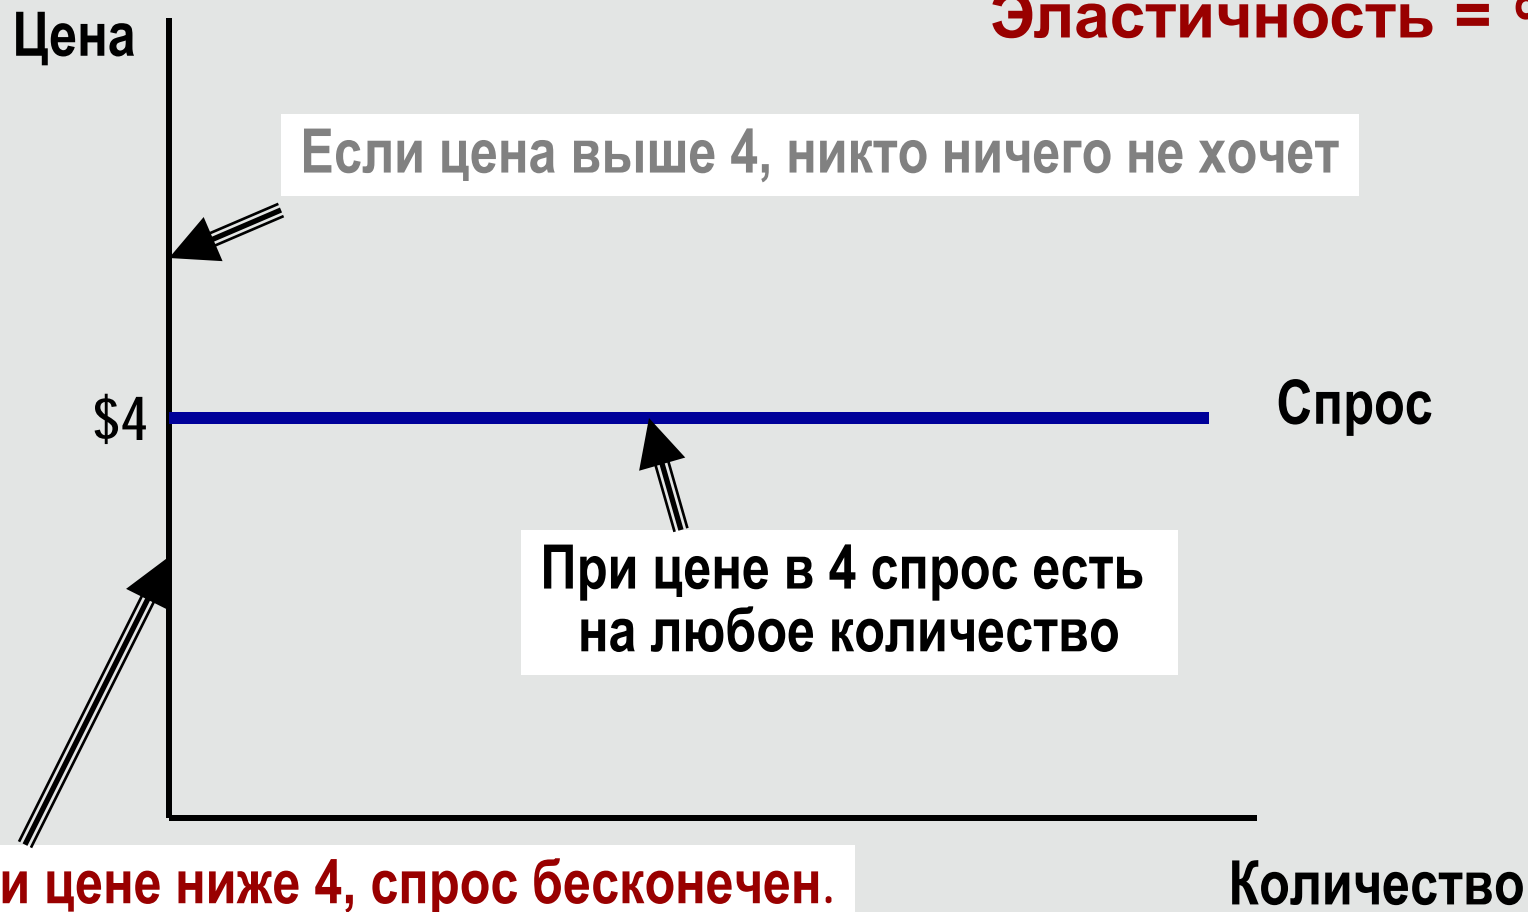 Цена
Эластичность =
Если цена выше 4, никто ничего не хочет
$4
Спрос
При цене в 4 спрос есть
на любое количество
и цене ниже 4, спрос бесконечен.
Количество